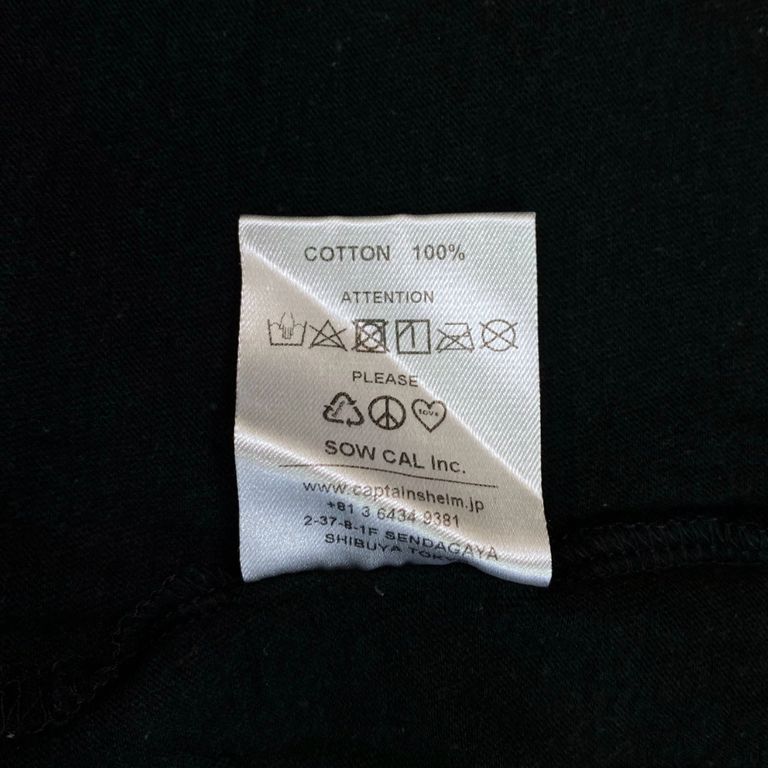 COTTON 100%
ATTENTION
PLEASE
LOVE
SOW CAL Inc.
www.captainshelm.jp
+81 3 6434 9381
2-37-8-1F SENDAGAYA
SHIBUYA